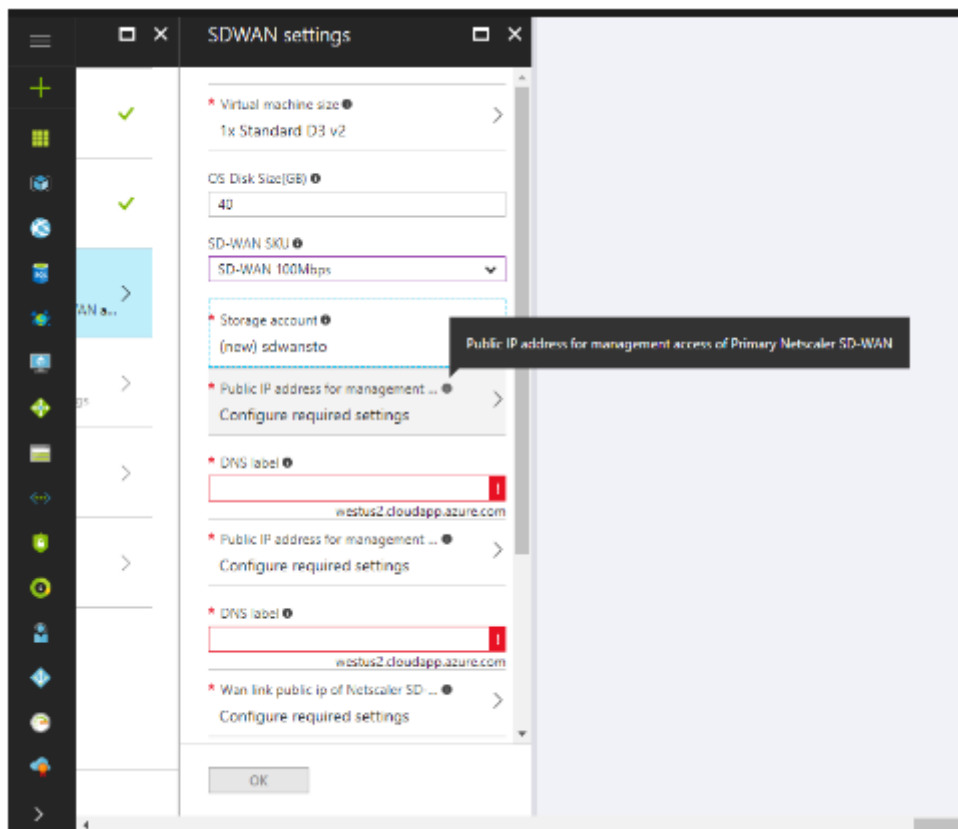 SDWAN settings
* Virtual machine size
1x Standard D3 v2
OS Disk Size(GB)
40
SD-WAN SKU
SD-WAN 100Mbps
'AN a...
* Storage account
(new) sdwansto
Public IP address for management access of Primary Netscaler SD-WAN
* Public IP address for management ...
gs
Configure required settings
* DNS label
!
westus2.cloudapp.azure.com
* Public IP address for management ...
Configure required settings
* DNS label
!
westus2.cloudapp.azure.com
* Wan link public ip of Netscaler SD-...
Configure required settings
OK